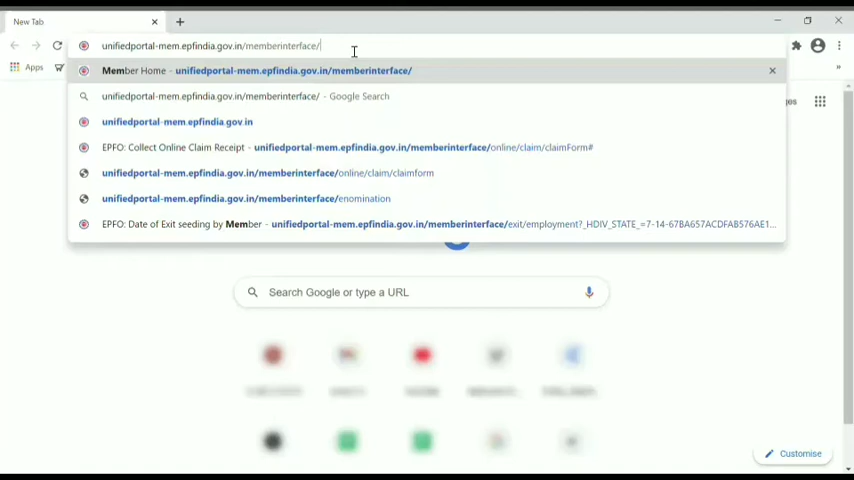 New Tab
unifiedportal-mem.epfindia.gov.in/memberinterface/
Member Home - unifiedportal-mem.epfindia.gov.in/memberinterface/
unifiedportal-mem.epfindia.gov.in/memberinterface/ - Google Search
unifiedportal-mem.epfindia.gov.in
EPFO: Collect Online Claim Receipt - unifiedportal-mem.epfindia.gov.in/memberinterface/online/claim/claimForm#
unifiedportal-mem.epfindia.gov.in/memberinterface/online/claim/claimform
unifiedportal-mem.epfindia.gov.in/memberinterface/enomination
EPFO: Date of Exit seeding by Member - unifiedportal-mem.epfindia.gov.in/memberinterface/exit/employment?_HDIV_STATE_=7-14-67BA657ACDFAB576AE1...
Apps
Search Google or type a URL
Customise